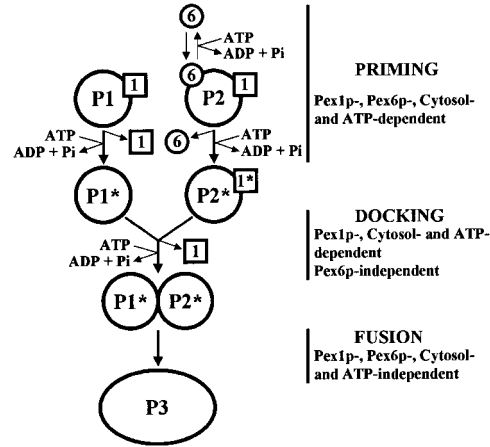 6
ATP
ADP + Pi
6
P1
1
P2
1
PRIMING
Pex1p-, Pex6p-, Cytosol-
and ATP-dependent
ATP
ADP + Pi
1
6
ATP
ADP + Pi
P1*
P2*
1*
DOCKING
Pex1p-, Cytosol- and ATP-
dependent
Pex6p-independent
ATP
ADP + Pi
1
P1*
P2*
FUSION
Pex1p-, Pex6p-, Cytosol-
and ATP-independent
P3